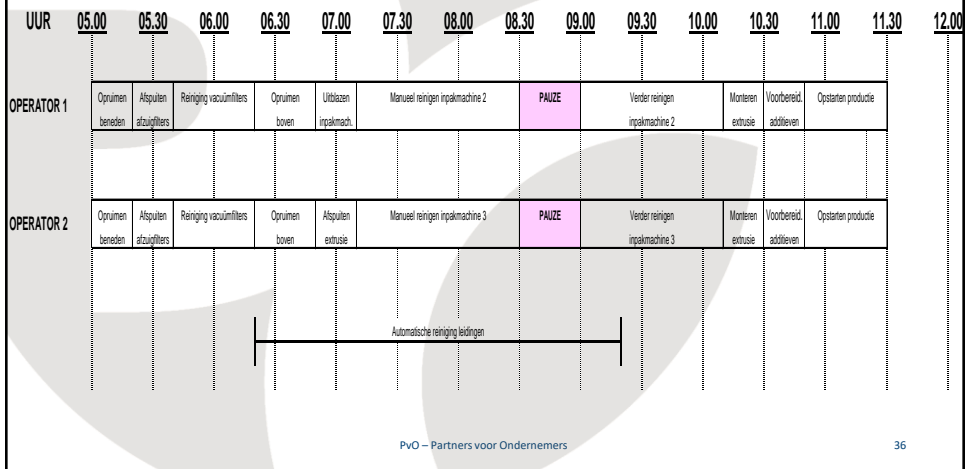 UUR 05.00 05.30 06.00 06.30 07.00 07.30 08.00 08.30 09.00 09.30 10.00 10.30 11.00 11.30 12.00
OPERATOR 1
Opruimen beneden
Afspuiten afzuigfilters
Reiniging vacuümfilters
Opruimen boven
Uitblazen inpakmach.
Manueel reinigen inpakmachine 2
PAUZE
Verder reinigen inpakmachine 2
Monteren extrusie
Voorbereid. additieven
Opstarten productie
OPERATOR 2
Opruimen beneden
Afspuiten afzuigfilters
Reiniging vacuümfilters
Opruimen boven
Afspuiten extrusie
Manueel reinigen inpakmachine 3
PAUZE
Verder reinigen inpakmachine 3
Monteren extrusie
Voorbereid. additieven
Opstarten productie
Automatische reiniging leidingen
PvO – Partners voor Ondernemers 36